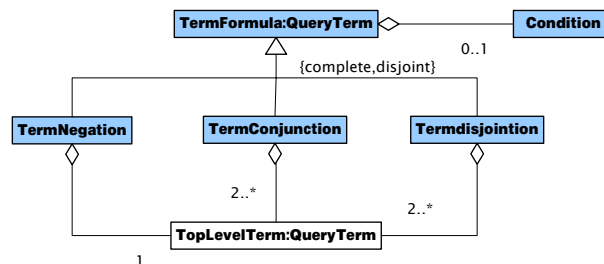 TermFormula:QueryTerm
Condition
0..1
{complete,disjoint}
TermNegation
TermConjunction
Termdisjointion
2..*
2..*
TopLevelTerm:QueryTerm
1